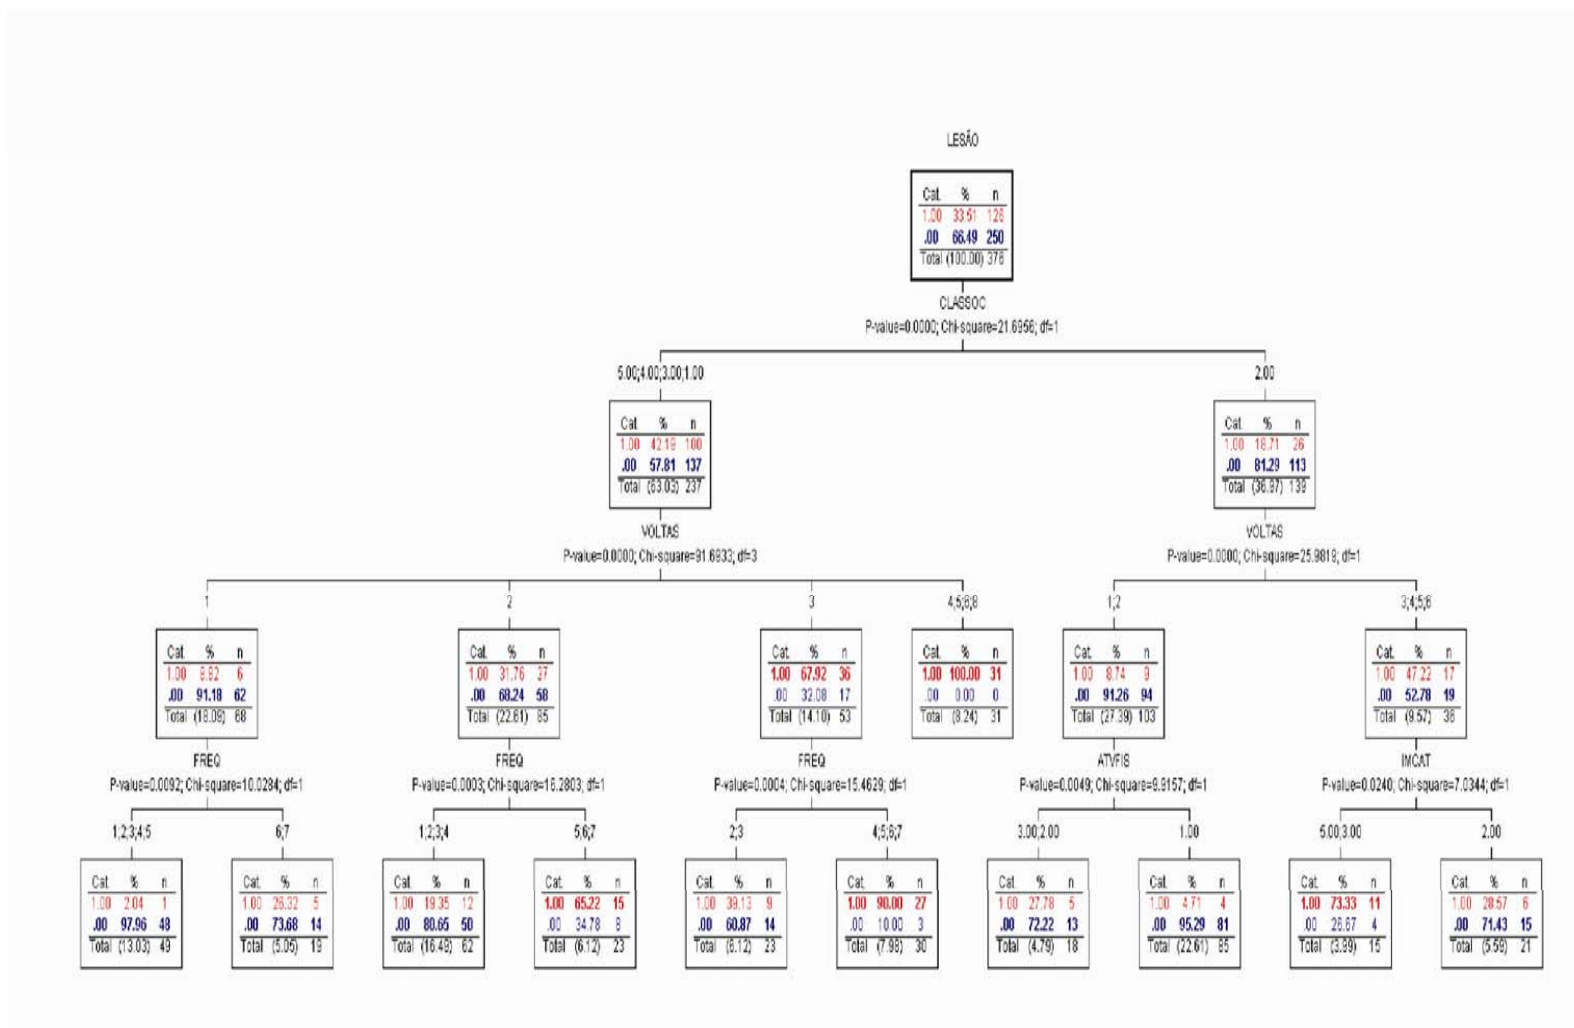 LESÃO
Cat. % n
1.00 33.51 126
.00 66.49 250
Total (100.00) 376
CLASSOC
P-value=0.0000; Chi-square=21.6956; df=1
5.00;4.00;3.00;1.00
2.00
Cat. % n
1.00 42.19 100
.00 57.81 137
Total (63.03) 237
Cat. % n
1.00 18.71 26
.00 81.29 113
Total (36.97) 139
VOLTAS
P-value=0.0000; Chi-square=91.6933; df=3
VOLTAS
P-value=0.0000; Chi-square=25.9819; df=1
1
2
3
4;5;6;8
1;2
3;4;5;6
Cat. % n
1.00 8.82 6
.00 91.18 62
Total (18.09) 68
Cat. % n
1.00 31.76 27
.00 68.24 58
Total (22.61) 85
Cat. % n
1.00 67.92 36
.00 32.08 17
Total (14.10) 53
Cat. % n
1.00 100.00 31
.00 0.00 0
Total (8.24) 31
Cat. % n
1.00 8.74 9
.00 91.26 94
Total (27.39) 103
Cat. % n
1.00 47.22 17
.00 52.78 19
Total (9.57) 36
FREQ
P-value=0.0092; Chi-square=10.0284; df=1
FREQ
P-value=0.0003; Chi-square=16.2803; df=1
FREQ
P-value=0.0004; Chi-square=15.4629; df=1
ATVFIS
P-value=0.0049; Chi-square=9.9157; df=1
IMCAT
P-value=0.0240; Chi-square=7.0344; df=1
1;2;3;4;5
6;7
1;2;3;4
5;6;7
2;3
4;5;6;7
3.00;2.00
1.00
5.00;3.00
2.00
Cat. % n
1.00 2.04 1
.00 97.96 48
Total (13.03) 49
Cat. % n
1.00 26.32 5
.00 73.68 14
Total (5.05) 19
Cat. % n
1.00 19.35 12
.00 80.65 50
Total (16.49) 62
Cat. % n
1.00 65.22 15
.00 34.78 8
Total (6.12) 23
Cat. % n
1.00 39.13 9
.00 60.87 14
Total (6.12) 23
Cat. % n
1.00 90.00 27
.00 10.00 3
Total (7.98) 30
Cat. % n
1.00 27.78 5
.00 72.22 13
Total (4.79) 18
Cat. % n
1.00 4.71 4
.00 95.29 81
Total (22.61) 85
Cat. % n
1.00 73.33 11
.00 26.67 4
Total (3.99) 15
Cat. % n
1.00 28.57 6
.00 71.43 15
Total (5.59) 21